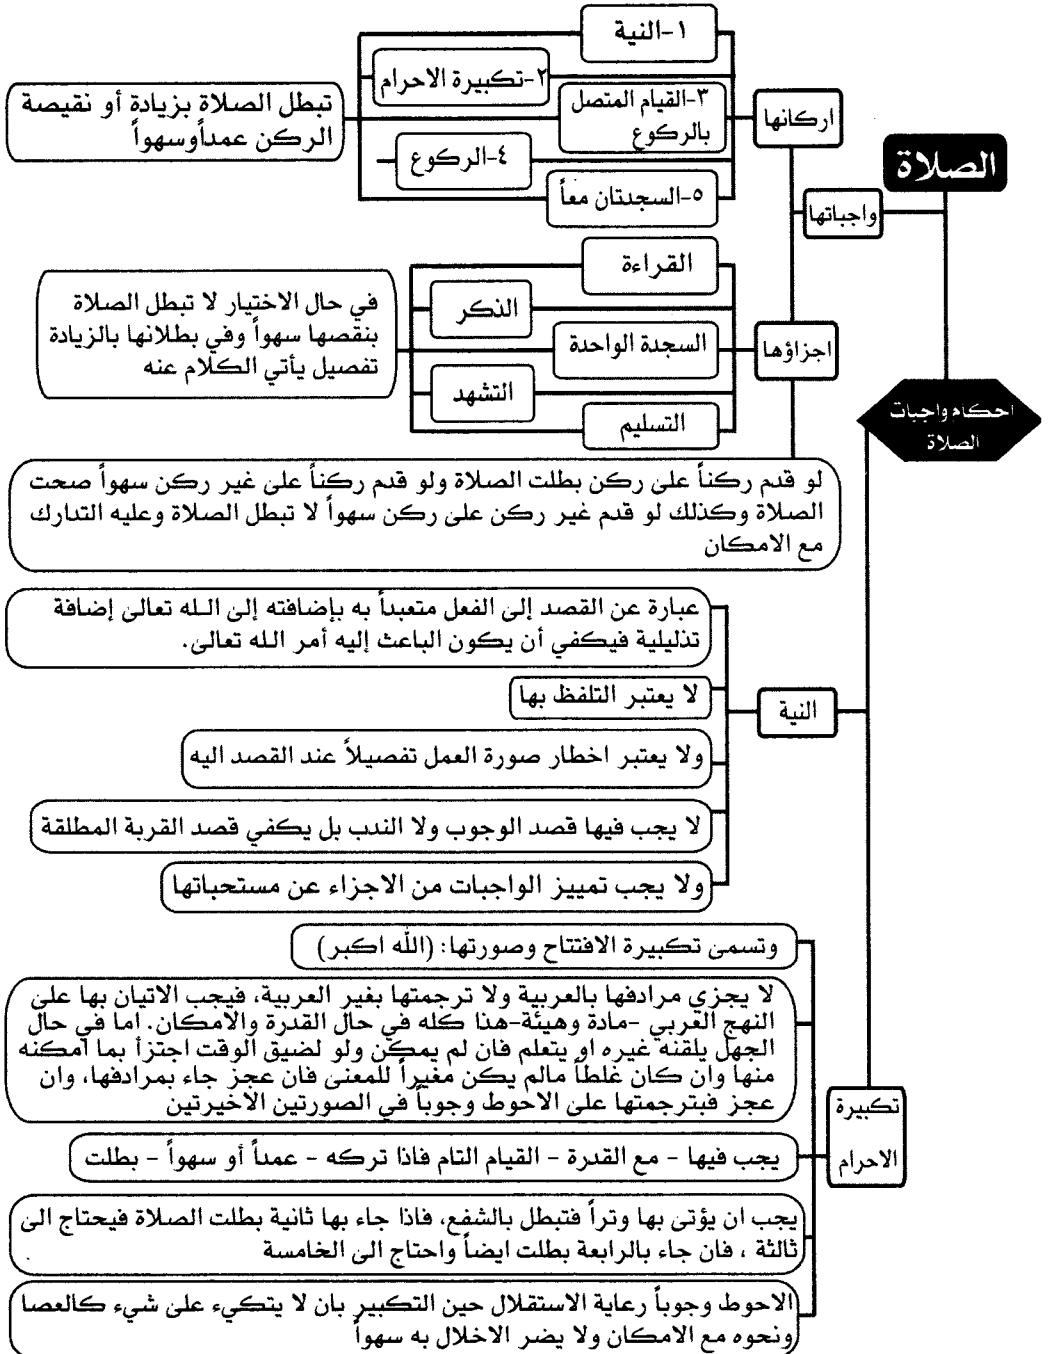 الصلاة
واجباتها
اركانها
١-النية
٢-تكبيرة الاحرام
٣-القيام المتصل
بالركوع
٤-الركوع
٥-السجدتان معاً
تبطل الصلاة بزيادة أو نقيصة
الركن عمداًوسهواً
اجزاؤها
القراءة
الذكر
السجدة الواحدة
التشهد
التسليم
في حال الاختيار لا تبطل الصلاة
بنقصها سهواً وفي بطلانها بالزيادة
تفصيل يأتي الكلام عنه
لو قدم ركناً على ركن بطلت الصلاة ولو قدم ركناً على غير ركن سهواً صحت
الصلاة وكذلك لو قدم غير ركن على ركن سهواً لا تبطل الصلاة وعليه التدارك
مع الامكان
احكام واجبات
الصلاة
النية
عبارة عن القصد إلى الفعل متعبداً به بإضافته إلى الله تعالى إضافة
تذليلية فيكفي أن يكون الباعث إليه أمر الله تعالى.
لا يعتبر التلفظ بها
ولا يعتبر اخطار صورة العمل تفصيلاً عند القصد اليه
لا يجب فيها قصد الوجوب ولا الندب بل يكفي قصد القربة المطلقة
ولا يجب تمييز الواجبات من الاجزاء عن مستحباتها
تكبيرة
الاحرام
وتسمى تكبيرة الافتتاح وصورتها: (الله اكبر)
لا يجزي مرادفها بالعربية ولا ترجمتها بغير العربية، فيجب الاتيان بها على
النهج العربي -مادة وهيئة-هذا كله في حال القدرة والامكان. اما في حال
الجهل يلقنه غيره او يتعلم فان لم يمكن ولو لضيق الوقت اجتزأ بما امكنه
منها وان كان غلطاً مالم يكن مغيراً للمعنى فان عجز جاء بمرادفها، وان
عجز فبترجمتها على الاحوط وجوباً في الصورتين الاخيرتين
يجب فيها - مع القدرة - القيام التام فاذا تركه - عمداً أو سهواً - بطلت
يجب ان يؤتى بها وتراً فتبطل بالشفع، فاذا جاء بها ثانية بطلت الصلاة فيحتاج الى
ثالثة ، فان جاء بالرابعة بطلت ايضاً واحتاج الى الخامسة
الاحوط وجوباً رعاية الاستقلال حين التكبير بان لا يتكيء على شيء كالعصا
ونحوه مع الامكان ولا يضر الاخلال به سهواً